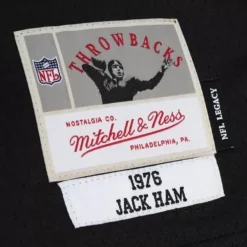 THROWBACKS
NFL
NOSTALGIA CO.
Mitchell & Ness
PHILADELPHIA, PA.
NFL LEGACY
1976
JACK HAM